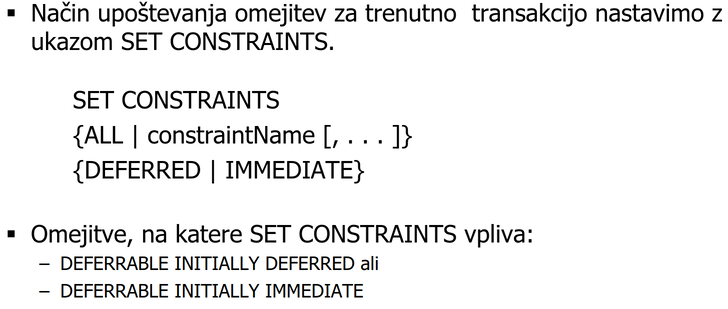 ▪ Način upoštevanja omejitev za trenutno transakcijo nastavimo z
ukazom SET CONSTRAINTS.
SET CONSTRAINTS
{ALL | constraintName [, . . . ]}
{DEFERRED | IMMEDIATE}
▪ Omejitve, na katere SET CONSTRAINTS vpliva:
– DEFERRABLE INITIALLY DEFERRED ali
– DEFERRABLE INITIALLY IMMEDIATE